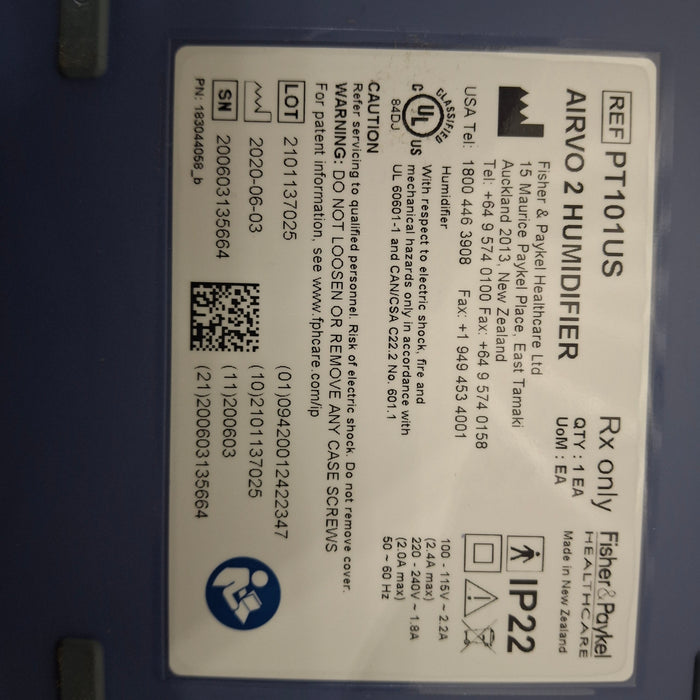 REF PT101US
AIRVO 2 HUMIDIFIER
Rx only
QTY : 1 EA
UoM : EA
Fisher&Paykel
HEALTHCARE
Made in New Zealand
Fisher & Paykel Healthcare Ltd
15 Maurice Paykel Place, East Tamaki
Auckland 2013, New Zealand
Tel: +64 9 574 0100 Fax: +64 9 574 0158
USA Tel: 1800 446 3908 Fax: +1 949 453 4001
IP22
CLASSIFIED
C UL US
84DJ
Humidifier
With respect to electric shock, fire and
mechanical hazards only in accordance with
UL 60601-1 and CAN/CSA C22.2 No. 601.1
100 - 115V ~ 2.2A
(2.4A max)
220 - 240V ~ 1.8A
(2.0A max)
50 ~ 60 Hz
CAUTION
Refer servicing to qualified personnel. Risk of electric shock. Do not remove cover.
WARNING: DO NOT LOOSEN OR REMOVE ANY CASE SCREWS
For patent information, see www.fphcare.com/ip
LOT 2101137025
2020-06-03
SN 200603135664
PN: 183044058_b
(01)09420012422347
(10)2101137025
(11)200603
(21)200603135664